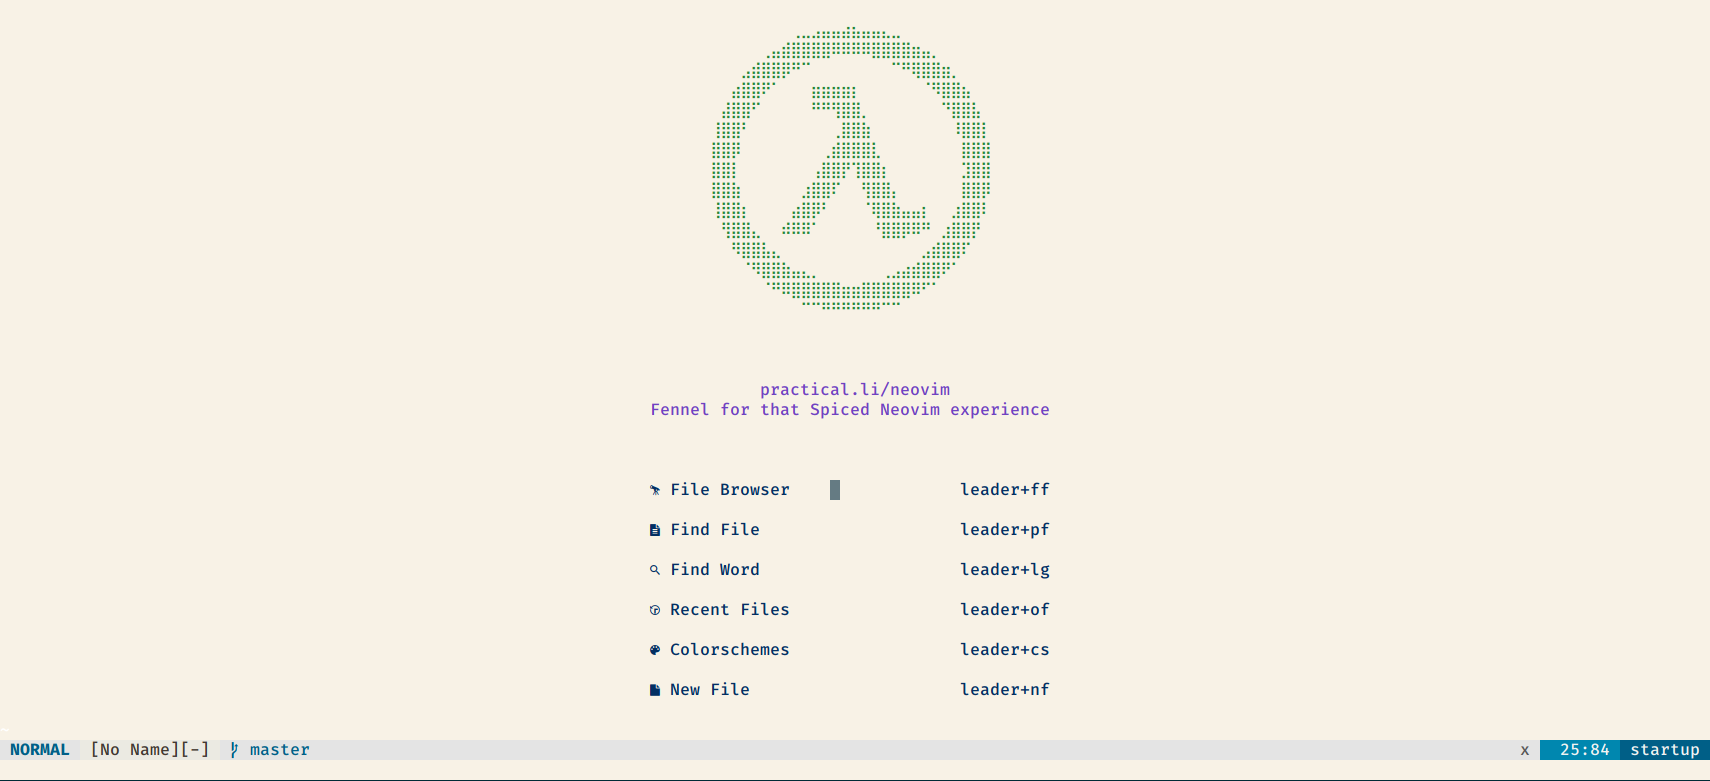 practical.li/neovim
Fennel for that Spiced Neovim experience
File Browser leader+ff
Find File leader+pf
Find Word leader+lg
Recent Files leader+of
Colorschemes leader+cs
New File leader+nf
~
NORMAL [No Name][-] master x 25:84 startup